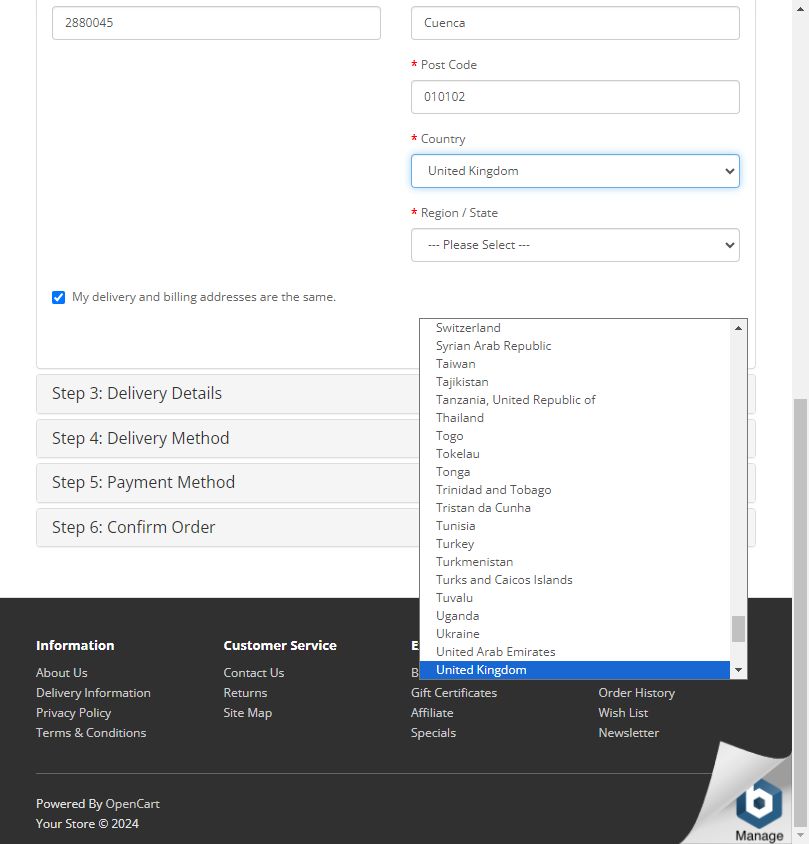 2880045
Cuenca
* Post Code
010102
* Country
United Kingdom
* Region / State
--- Please Select ---
My delivery and billing addresses are the same.
Switzerland
Syrian Arab Republic
Taiwan
Tajikistan
Tanzania, United Republic of
Thailand
Togo
Tokelau
Tonga
Trinidad and Tobago
Tristan da Cunha
Tunisia
Turkey
Turkmenistan
Turks and Caicos Islands
Tuvalu
Uganda
Ukraine
United Arab Emirates
United Kingdom
Step 3: Delivery Details
Step 4: Delivery Method
Step 5: Payment Method
Step 6: Confirm Order
Information
About Us
Delivery Information
Privacy Policy
Terms & Conditions
Customer Service
Contact Us
Returns
Site Map
Gift Certificates
Affiliate
Specials
Order History
Wish List
Newsletter
Powered By OpenCart
Your Store © 2024
Manage